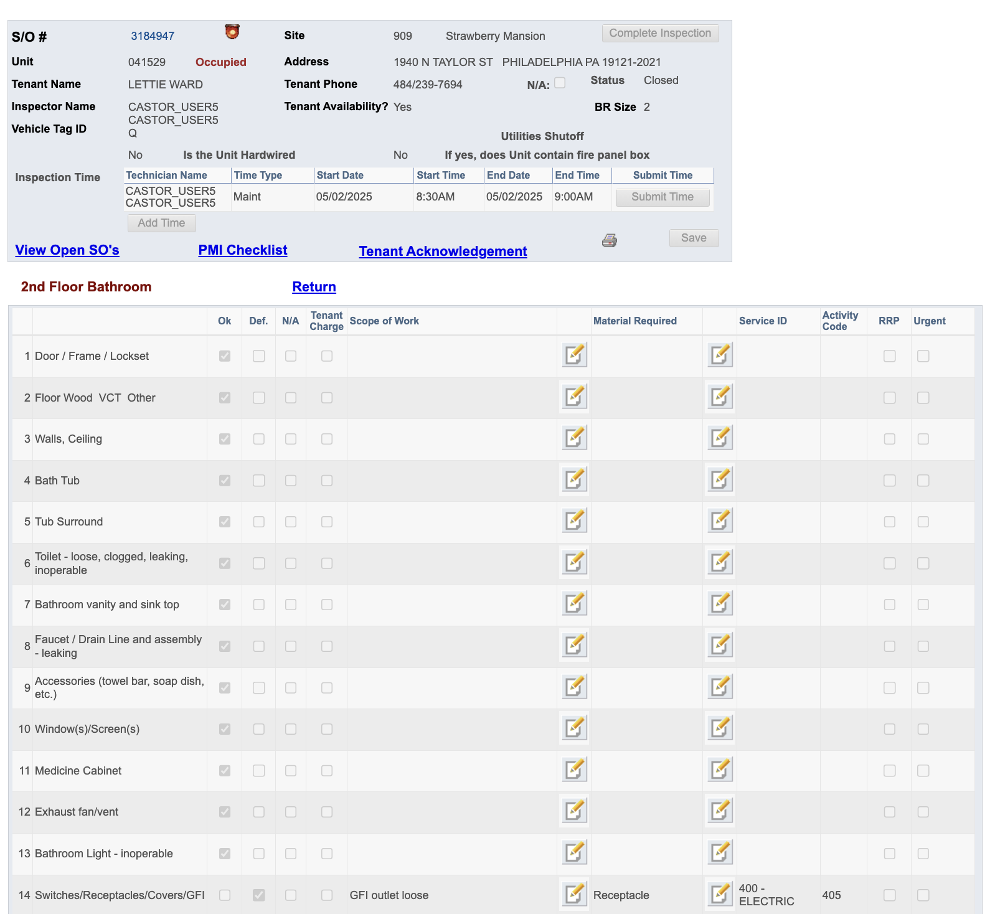 S/O # 3184947 Site 909 Strawberry Mansion Complete Inspection
Unit 041529 Occupied Address 1940 N TAYLOR ST PHILADELPHIA PA 19121-2021
Tenant Name LETTIE WARD Tenant Phone 484/239-7694 N/A: Status Closed
Inspector Name CASTOR_USER5 Tenant Availability? Yes BR Size 2
CASTOR_USER5
Vehicle Tag ID Q
Utilities Shutoff
No Is the Unit Hardwired No If yes, does Unit contain fire panel box
Inspection Time Technician Name Time Type Start Date Start Time End Date End Time Submit Time
CASTOR_USER5
CASTOR_USER5 Maint 05/02/2025 8:30AM 05/02/2025 9:00AM Submit Time
Add Time
Save
View Open SO's PMI Checklist Tenant Acknowledgement
2nd Floor Bathroom Return
Ok Def. N/A Tenant Charge Scope of Work Material Required Service ID Activity Code RRP Urgent
1 Door / Frame / Lockset
2 Floor Wood VCT Other
3 Walls, Ceiling
4 Bath Tub
5 Tub Surround
6 Toilet - loose, clogged, leaking,
inoperable
7 Bathroom vanity and sink top
8 Faucet / Drain Line and assembly
- leaking
9 Accessories (towel bar, soap dish,
etc.)
10 Window(s)/Screen(s)
11 Medicine Cabinet
12 Exhaust fan/vent
13 Bathroom Light - inoperable
14 Switches/Receptacles/Covers/GFI GFI outlet loose Receptacle 400 - ELECTRIC 405